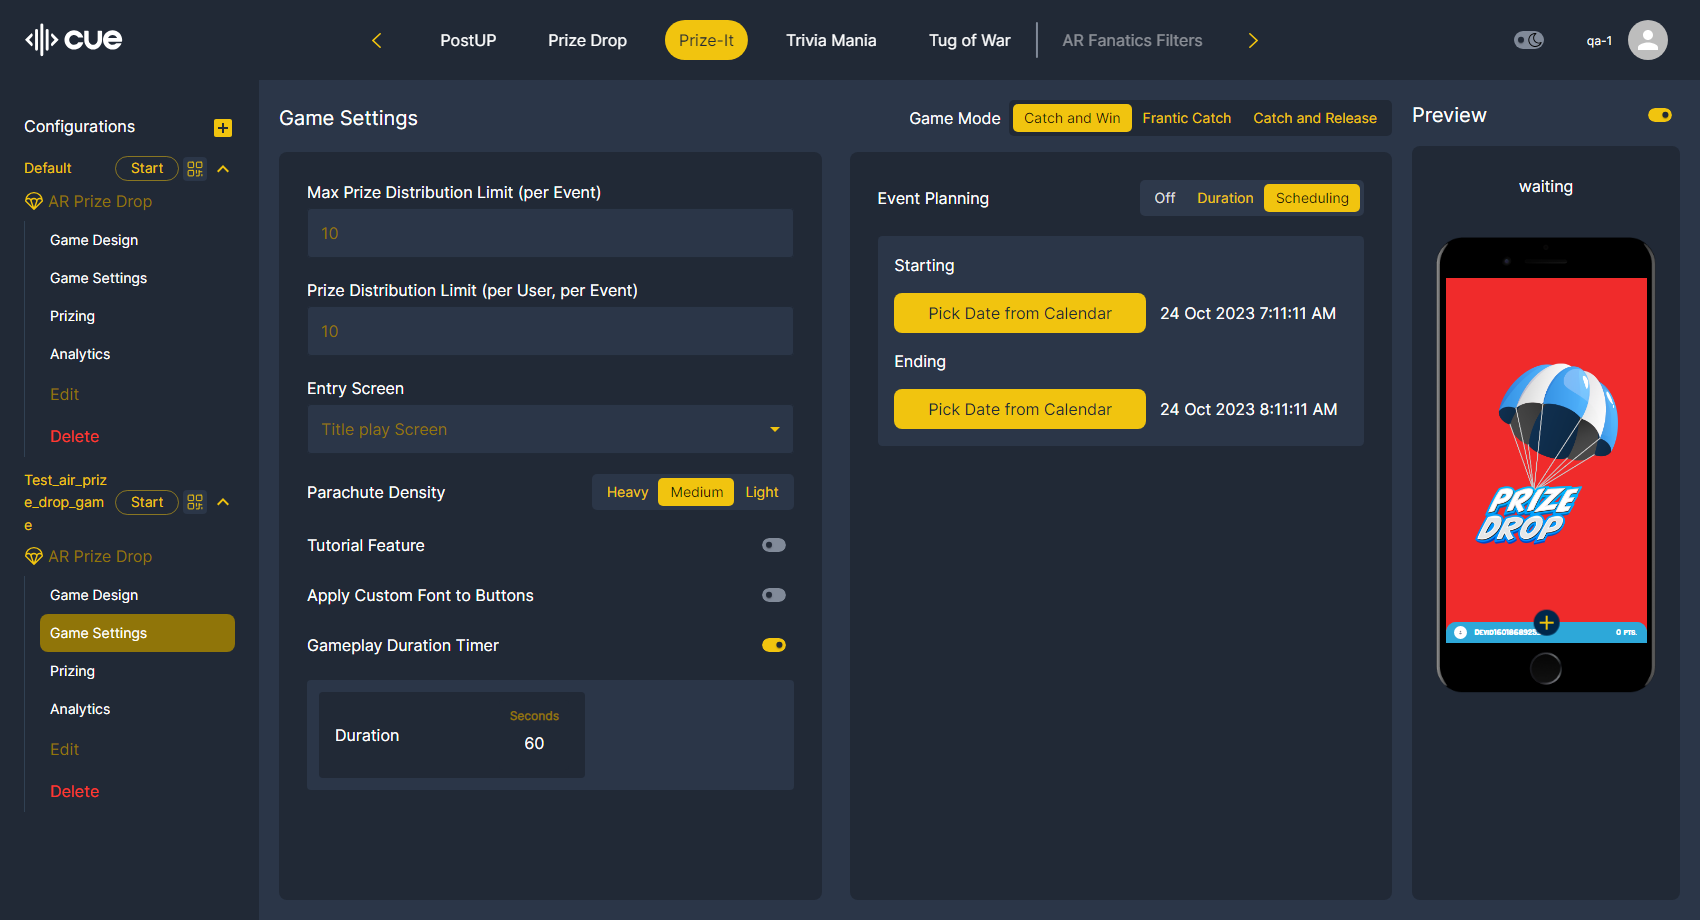 cue
PostUP
Prize Drop
Prize-It
Trivia Mania
Tug of War
AR Fanatics Filters
qa-1
Configurations
Default
Start
AR Prize Drop
Game Design
Game Settings
Prizing
Analytics
Edit
Delete
Test_air_priz
e_drop_gam
e
Start
AR Prize Drop
Game Design
Game Settings
Prizing
Analytics
Edit
Delete
Game Settings
Max Prize Distribution Limit (per Event)
10
Prize Distribution Limit (per User, per Event)
10
Entry Screen
Title play Screen
Parachute Density
Heavy
Medium
Light
Tutorial Feature
Apply Custom Font to Buttons
Gameplay Duration Timer
Duration
Seconds
60
Game Mode
Catch and Win
Frantic Catch
Catch and Release
Event Planning
Off
Duration
Scheduling
Starting
Pick Date from Calendar
24 Oct 2023 7:11:11 AM
Ending
Pick Date from Calendar
24 Oct 2023 8:11:11 AM
Preview
waiting
PRIZE
DROP
0 PTS.